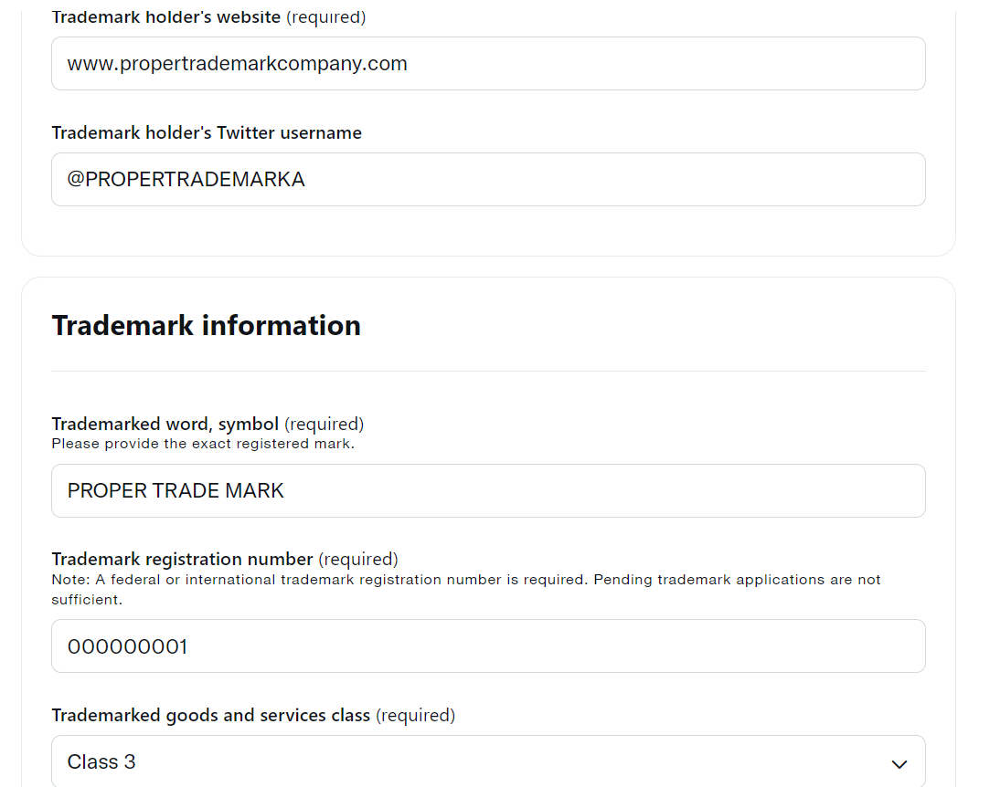 Trademark holder's website (required)
www.propertrademarkcompany.com
Trademark holder's Twitter username
@PROPERTRADEMARKA
Trademark information
Trademarked word, symbol (required)
Please provide the exact registered mark.
PROPER TRADE MARK
Trademark registration number (required)
Note: A federal or international trademark registration number is required. Pending trademark applications are not
sufficient.
000000001
Trademarked goods and services class (required)
Class 3